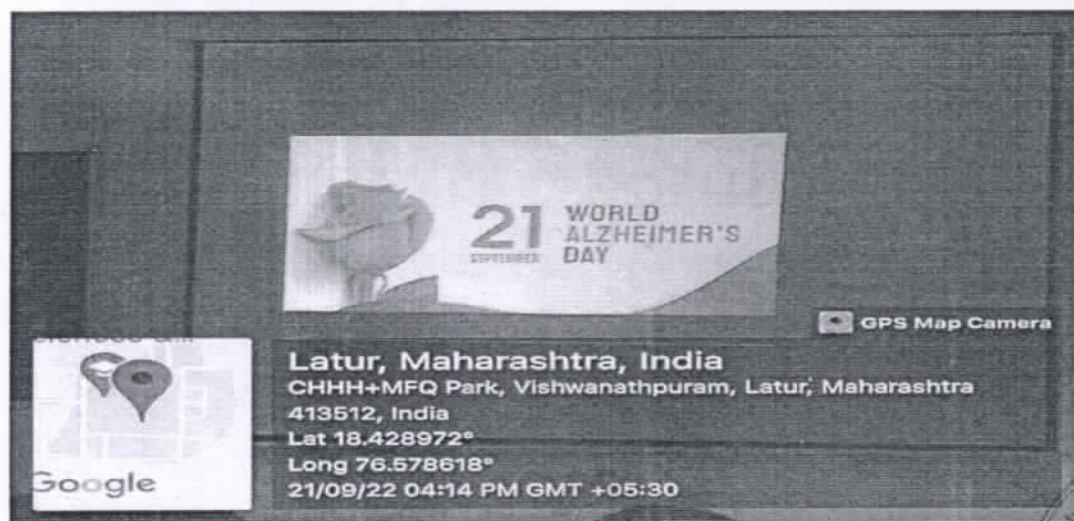 21
SEPTEMBER
WORLD
ALZHEIMER'S
DAY
GPS Map Camera
Google
Latur, Maharashtra, India
CHHH+MFQ Park, Vishwanathpuram, Latur, Maharashtra
413512, India
Lat 18.428972°
Long 76.578618°
21/09/22 04:14 PM GMT +05:30